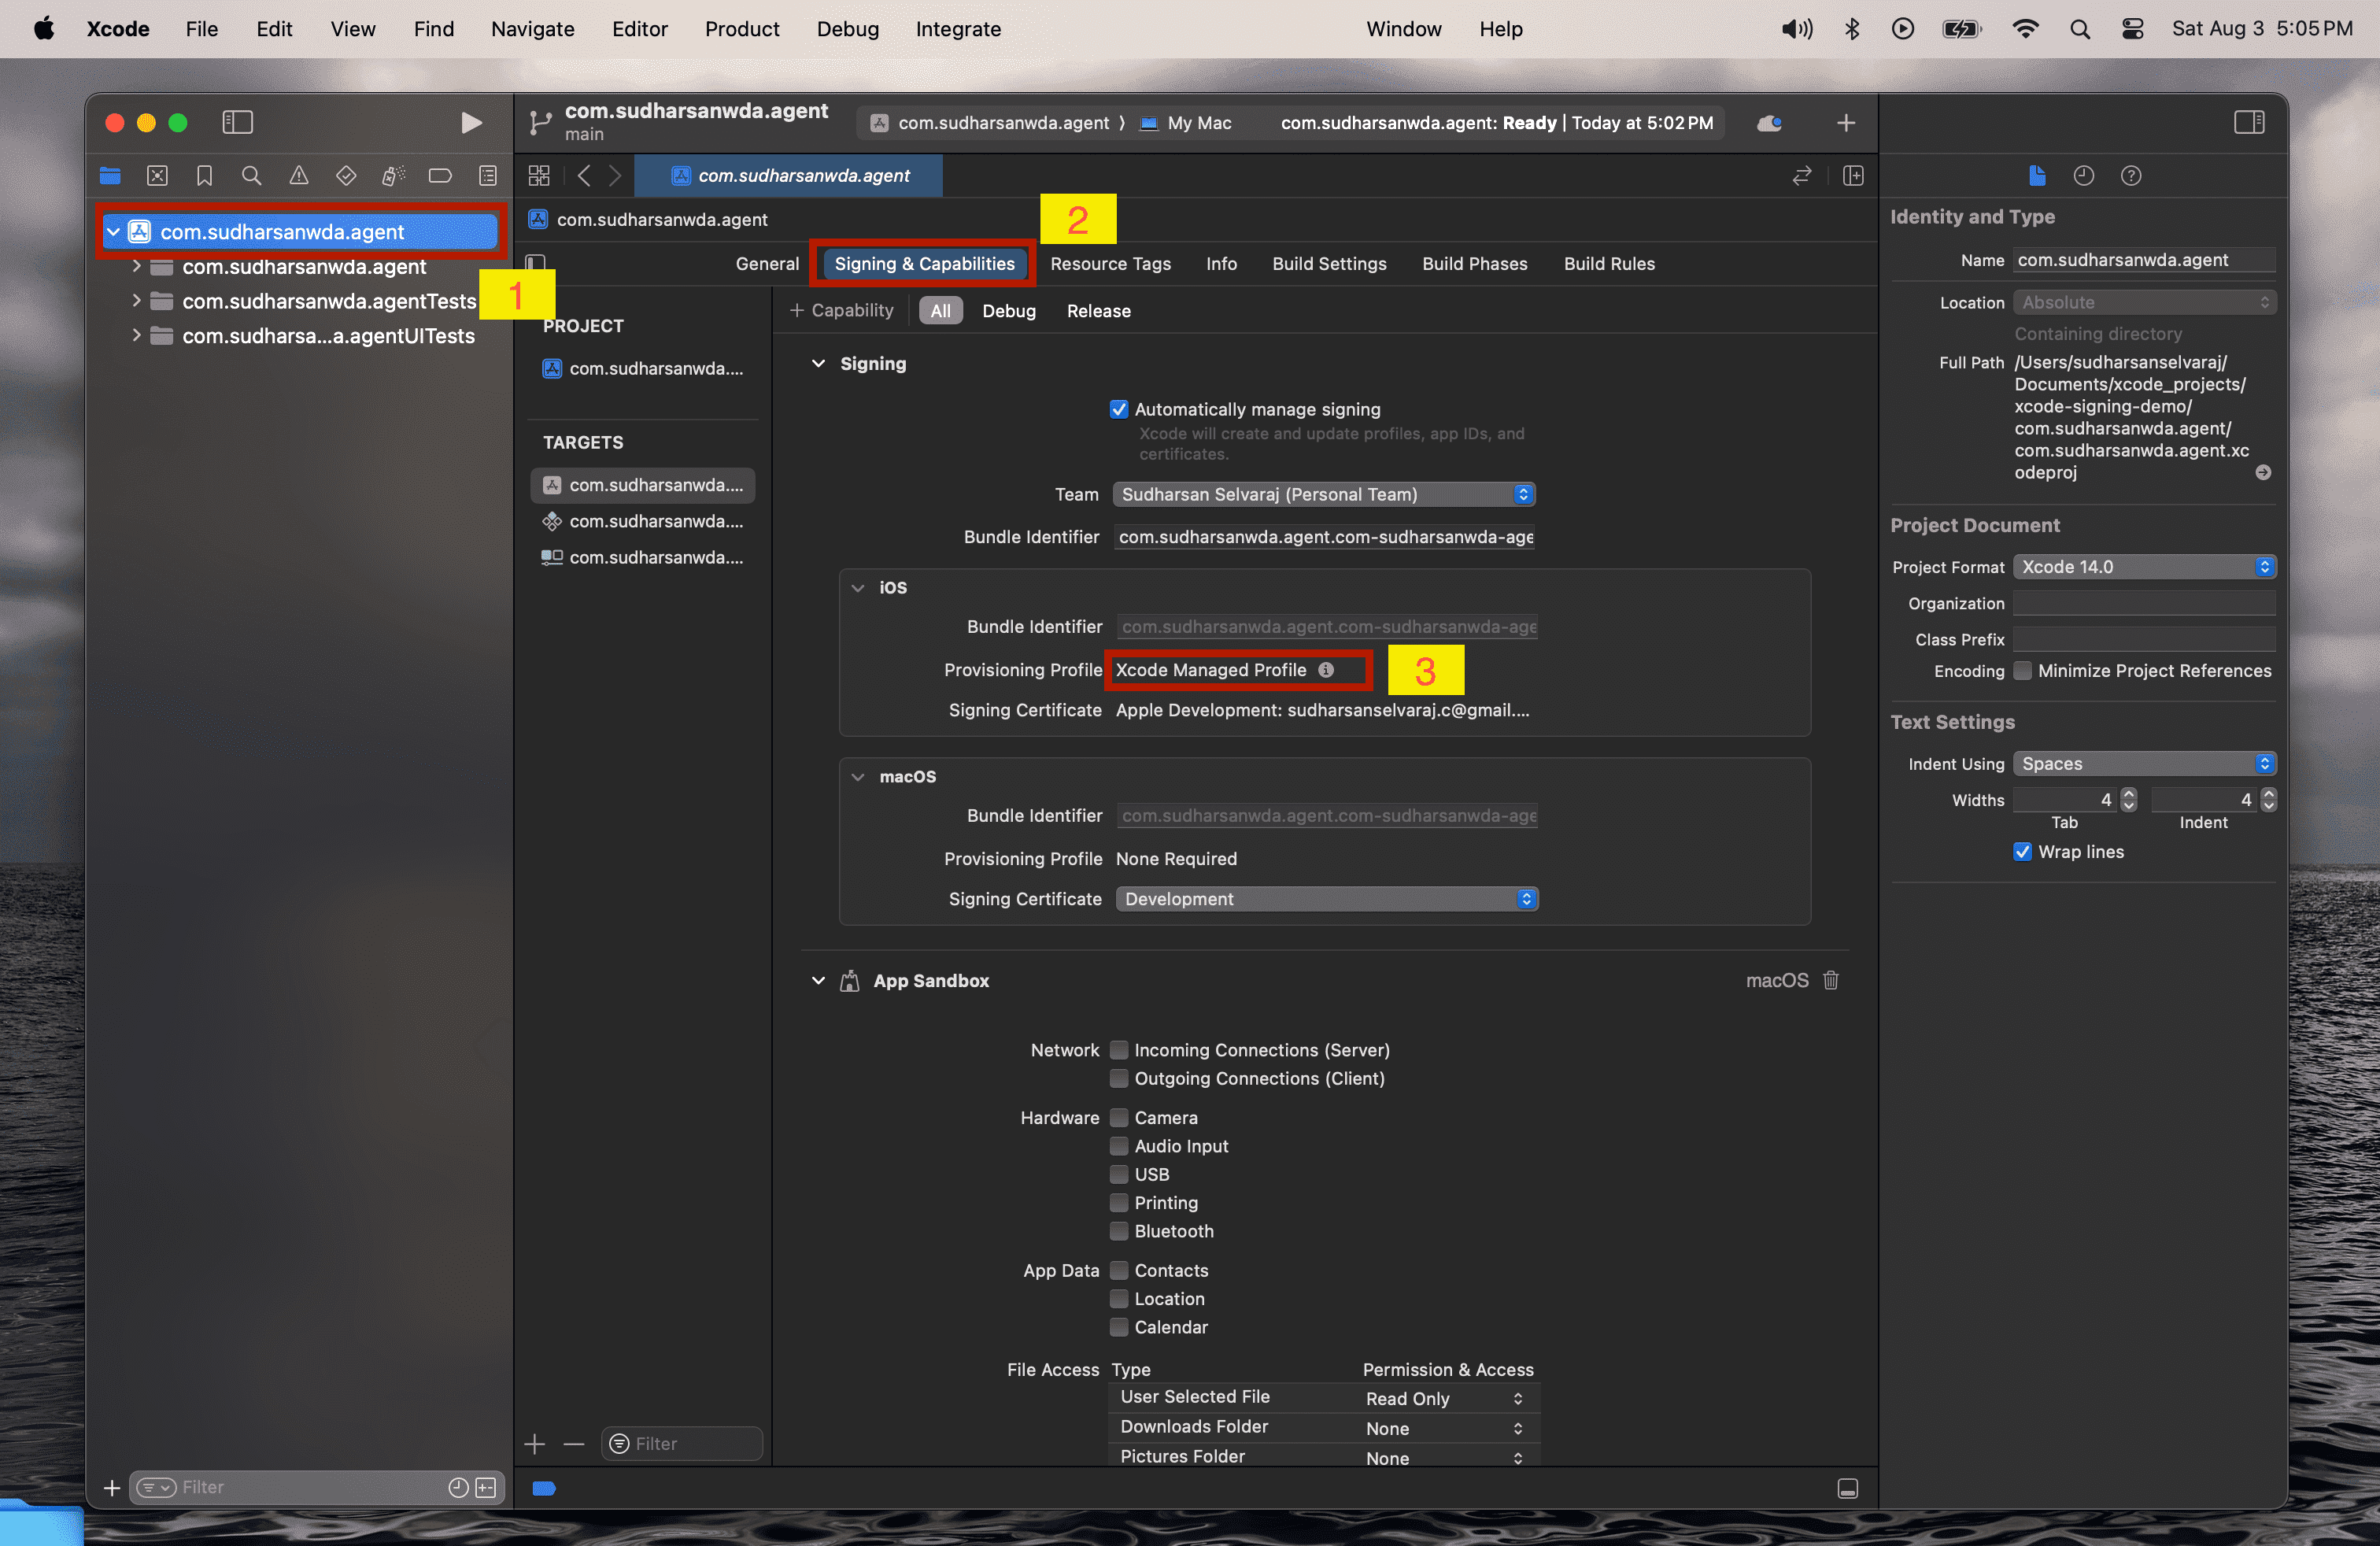 Xcode File Edit View Find Navigate Editor Product Debug Integrate Window Help Sat Aug 3 5:05 PM
com.sudharsanwda.agent
main
com.sudharsanwda.agent ⟩ My Mac
com.sudharsanwda.agent: Ready | Today at 5:02 PM
com.sudharsanwda.agent
com.sudharsanwda.agent
com.sudharsanwda.agentTests
com.sudharsa...a.agentUITests
1
Filter
com.sudharsanwda.agent
com.sudharsanwda.agent
2
General Signing & Capabilities Resource Tags Info Build Settings Build Phases Build Rules
PROJECT
com.sudharsanwda....
TARGETS
com.sudharsanwda....
com.sudharsanwda....
com.sudharsanwda....
Filter
+ Capability All Debug Release
Signing
Automatically manage signing
Xcode will create and update profiles, app IDs, and
certificates.
Team Sudharsan Selvaraj (Personal Team)
Bundle Identifier com.sudharsanwda.agent.com-sudharsanwda-age
iOS
Bundle Identifier com.sudharsanwda.agent.com-sudharsanwda-age
Provisioning Profile Xcode Managed Profile
3
Signing Certificate Apple Development: sudharsanselvaraj.c@gmail....
macOS
Bundle Identifier com.sudharsanwda.agent.com-sudharsanwda-age
Provisioning Profile None Required
Signing Certificate Development
App Sandbox macOS
Network Incoming Connections (Server)
Outgoing Connections (Client)
Hardware Camera
Audio Input
USB
Printing
Bluetooth
App Data Contacts
Location
Calendar
File Access Type Permission & Access
User Selected File Read Only
Downloads Folder None
Pictures Folder None
Identity and Type
Name com.sudharsanwda.agent
Location Absolute
Containing directory
Full Path /Users/sudharsanselvaraj/
Documents/xcode_projects/
xcode-signing-demo/
com.sudharsanwda.agent/
com.sudharsanwda.agent.xc
odeproj
Project Document
Project Format Xcode 14.0
Organization
Class Prefix
Encoding Minimize Project References
Text Settings
Indent Using Spaces
Widths 4 4
Tab Indent
Wrap lines